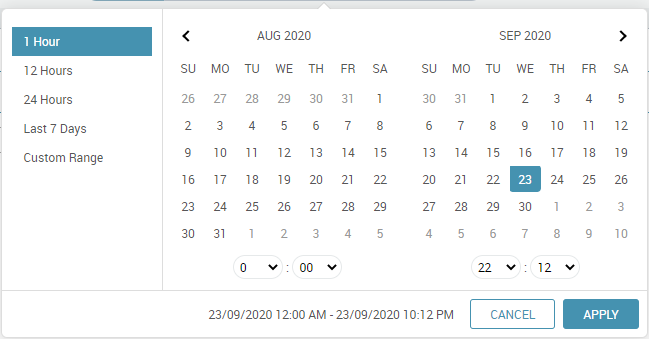 1 Hour
12 Hours
24 Hours
Last 7 Days
Custom Range
AUG 2020
SU MO TU WE TH FR SA
26 27 28 29 30 31 1
2 3 4 5 6 7 8
9 10 11 12 13 14 15
16 17 18 19 20 21 22
23 24 25 26 27 28 29
30 31 1 2 3 4 5
0 : 00
SEP 2020
SU MO TU WE TH FR SA
30 31 1 2 3 4 5
6 7 8 9 10 11 12
13 14 15 16 17 18 19
20 21 22 23 24 25 26
27 28 29 30 1 2 3
4 5 6 7 8 9 10
22 : 12
23/09/2020 12:00 AM - 23/09/2020 10:12 PM
CANCEL
APPLY